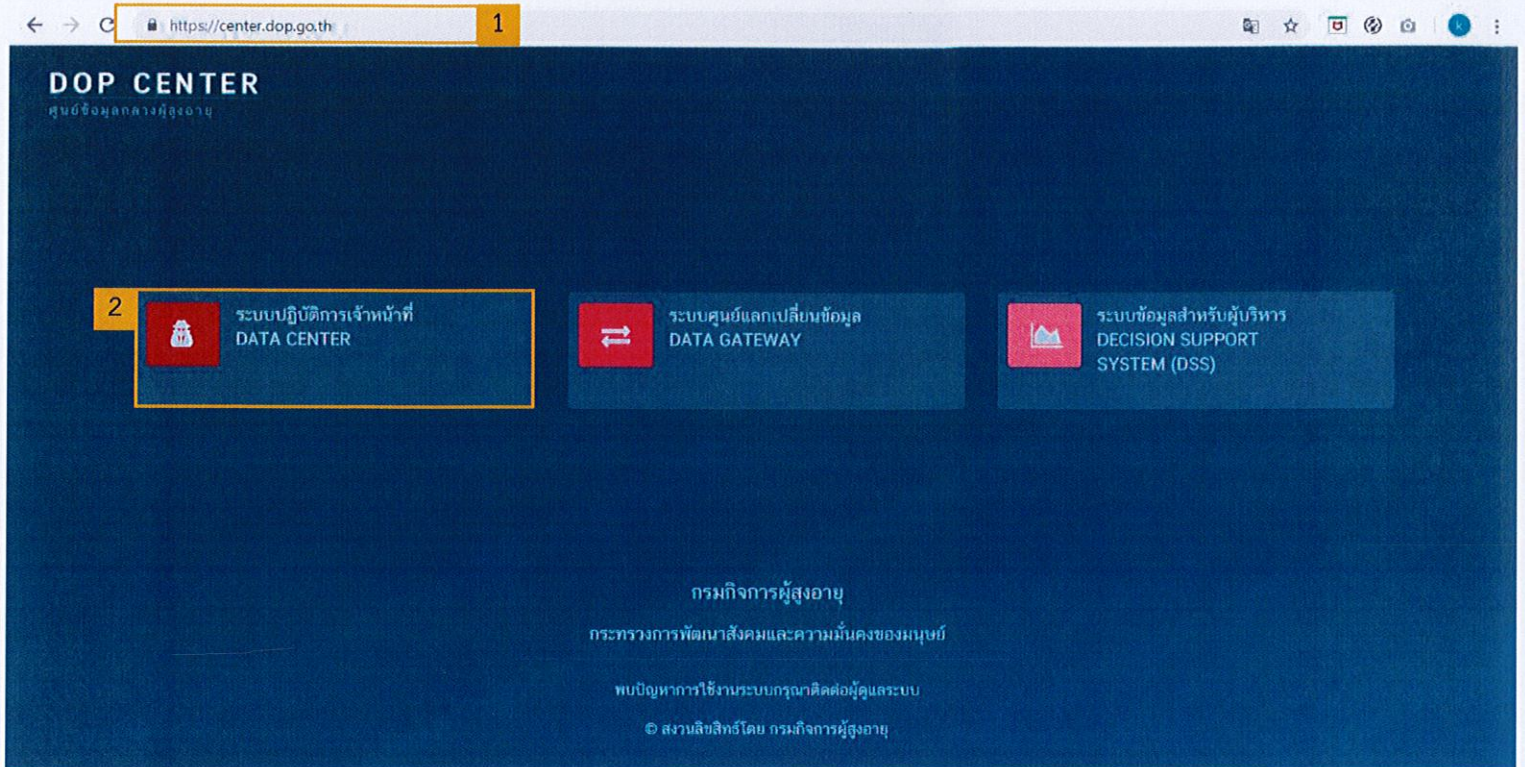 https://center.dop.go.th
1
DOP CENTER
ศูนย์ข้อมูลกลางผู้สูงอายุ
2
ระบบปฏิบัติการเจ้าหน้าที่
DATA CENTER
ระบบศูนย์แลกเปลี่ยนข้อมูล
DATA GATEWAY
ระบบข้อมูลสำหรับผู้บริหาร
DECISION SUPPORT
SYSTEM (DSS)
กรมกิจการผู้สูงอายุ
กระทรวงการพัฒนาสังคมและความมั่นคงของมนุษย์
พบปัญหาการใช้งานระบบกรุณาติดต่อผู้ดูแลระบบ
© สงวนลิขสิทธ์โดย กรมกิจการผู้สูงอายุ
k